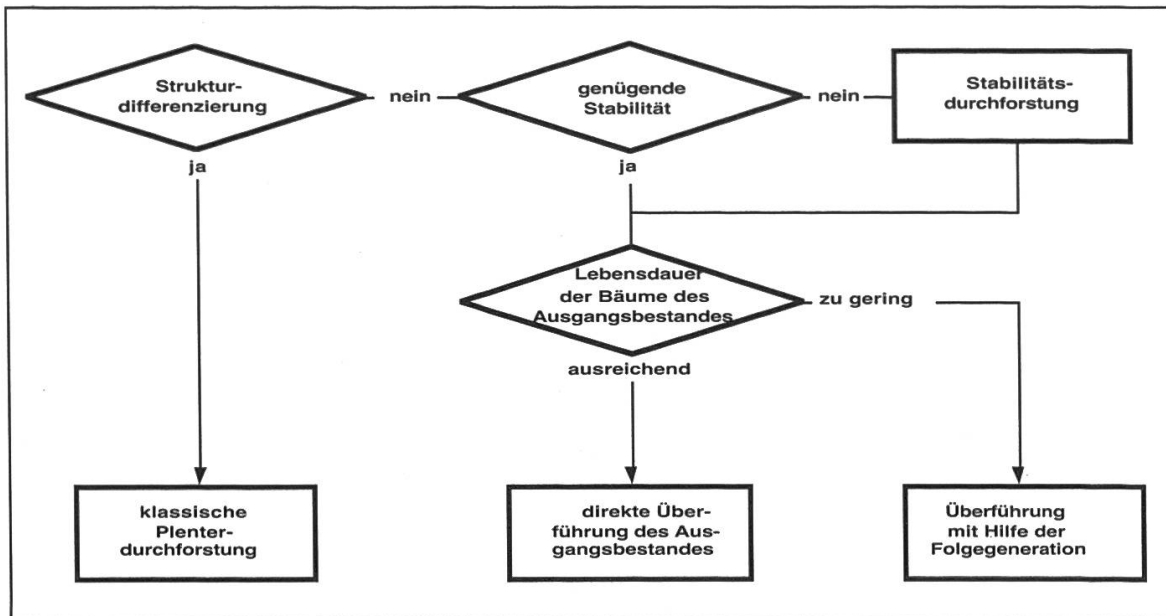 Struktur-
differenzierung
nein
genügende
Stabilität
nein
Stabilitäts-
durchforstung
ja
ja
Lebensdauer
der Bäume des
Ausgangsbestandes
zu gering
ausreichend
klassische
Plenter-
durchforstung
direkte Über-
führung des Aus-
gangsbestandes
Überführung
mit Hilfe der
Folgegeneration